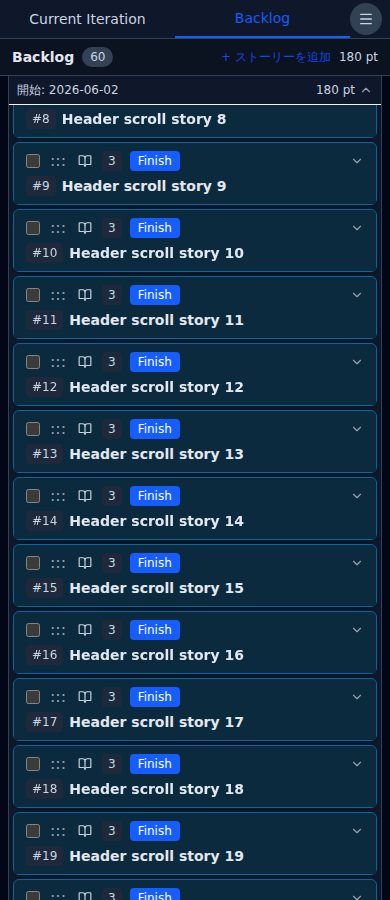 Current Iteration
Backlog
Backlog 60 + ストーリーを追加 180 pt
開始: 2026-06-02 180 pt
#8 Header scroll story 8
3 Finish
#9 Header scroll story 9
3 Finish
#10 Header scroll story 10
3 Finish
#11 Header scroll story 11
3 Finish
#12 Header scroll story 12
3 Finish
#13 Header scroll story 13
3 Finish
#14 Header scroll story 14
3 Finish
#15 Header scroll story 15
3 Finish
#16 Header scroll story 16
3 Finish
#17 Header scroll story 17
3 Finish
#18 Header scroll story 18
3 Finish
#19 Header scroll story 19
3 Finish